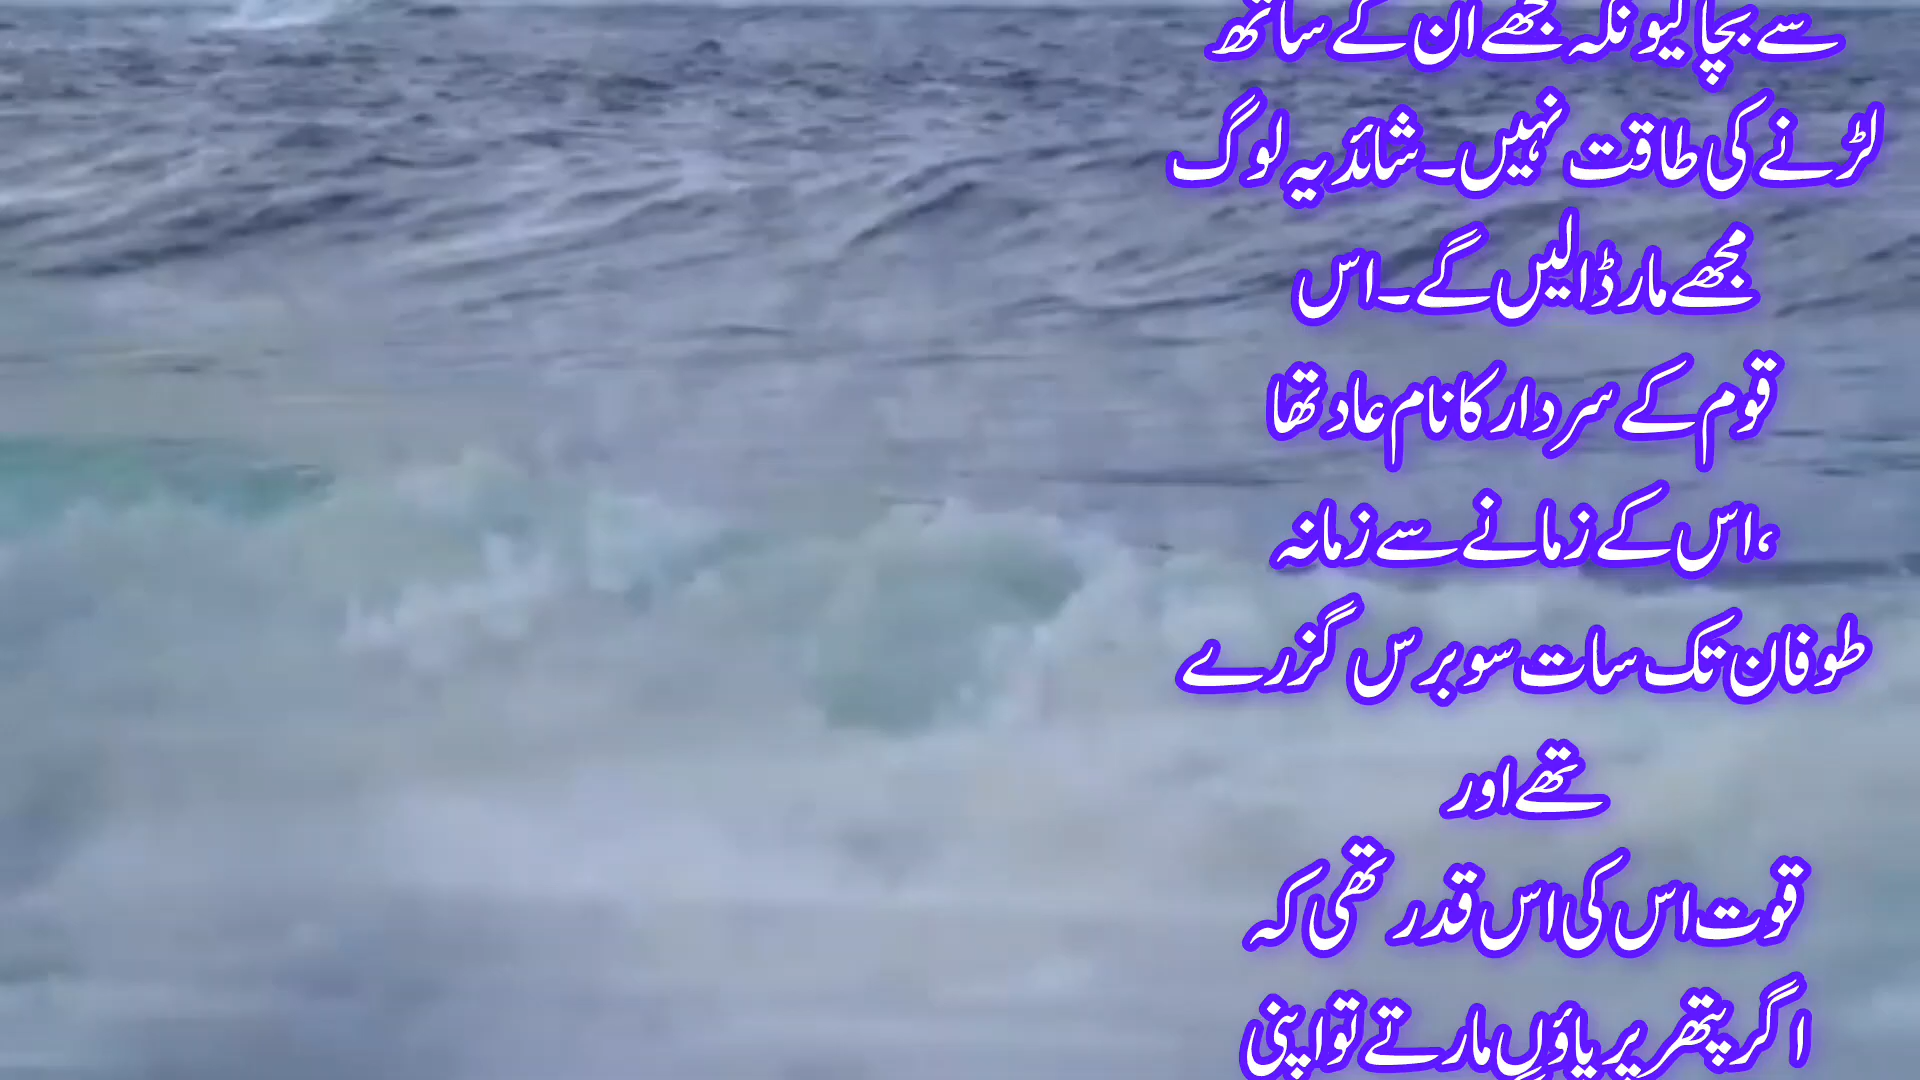 سے بچا کیونکہ مجھے ان کے ساتھ
لڑنے کی طاقت نہیں۔شائد یہ لوگ
مجھے مار ڈالیں گے۔اس
قوم کے سردار کا نام عاد تھا
،اس کے زمانے سے زمانہ
طوفان تک سات سو برس گزرے
تھے اور
قوت اس کی اس قدر تھی کہ
اگر پتھر پر پاؤں مارتے تو اپنی